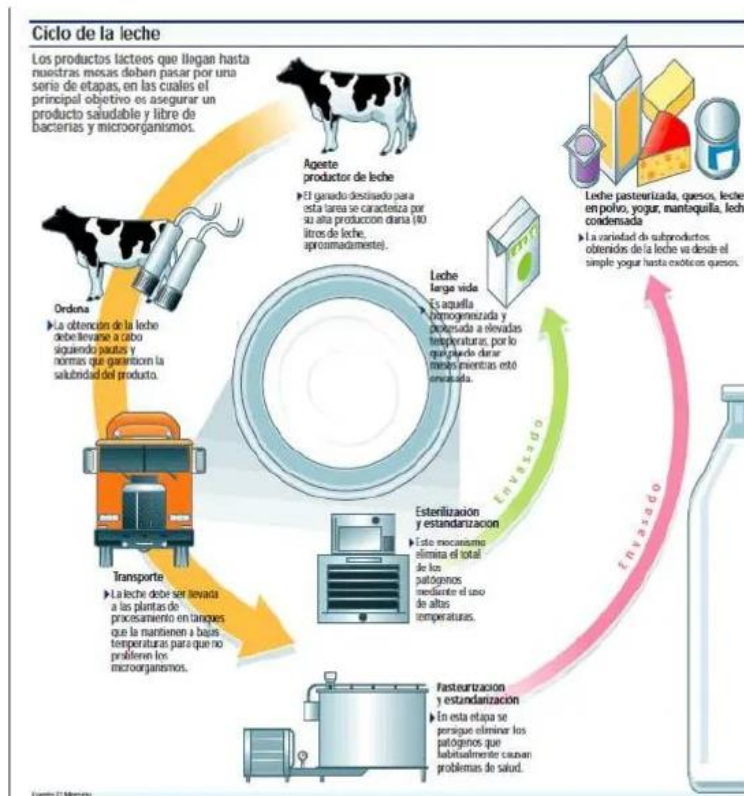 Ciclo de la leche
Los productos lácteos que llegan hasta
nuestras mesas deben pasar por una
serie de etapas, en las cuales el
principal objetivo es asegurar un
producto saludable y libre de
bacterias y microorganismos.
Agente
productor de leche
El ganado destinado para
esta tarea se caracteriza por
su alta producción diaria (40
litros de leche,
aproximadamente).
Ordena
La obtención de la leche
debe llevarse a cabo
siguiendo pautas y
normas que garanticen la
salubridad del producto.
Transporte
La leche debe ser llevada
a las plantas de
procesamiento en tanques
que la mantienen a bajas
temperaturas para que no
proliferen los
microorganismos.
Pasteurización
y estandarización
En esta etapa se
persigue eliminar los
patógenos que
habitualmente causan
problemas de salud.
Esterilización
y estandarización
Este mecanismo
elimina el total
de los
patógenos
mediante el uso
de altas
temperaturas.
Envasado
Leche
larga vida
Es aquella
homogeneizada y
procesada a elevadas
temperaturas, por lo
que puede durar
meses mientras esté
envasada.
Envasado
Leche pasteurizada, quesos, leche
en polvo, yogur, mantequilla, lech
condensada
La variedad de subproductos
obtenidos de la leche va desde el
simple yogur hasta exóticos quesos.
Fuente: El Mercurio